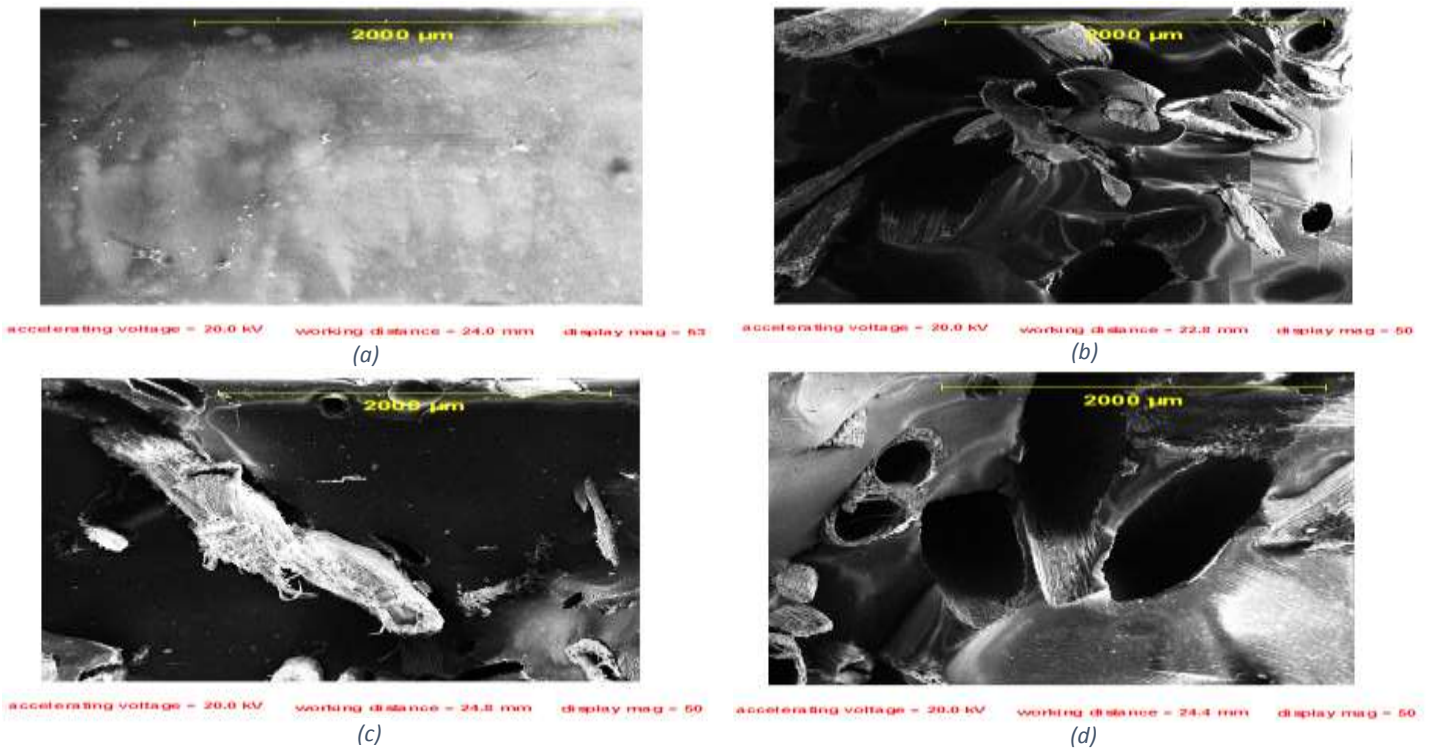 2000 µm
2000 µm
accelerating voltage = 20.0 kV working distance = 24.0 mm display mag = 53
accelerating voltage = 20.0 kV working distance = 22.8 mm display mag = 50
(a)
(b)
2000 µm
2000 µm
accelerating voltage = 20.0 kV working distance = 24.8 mm display mag = 50
accelerating voltage = 20.0 kV working distance = 24.4 mm display mag = 50
(c)
(d)